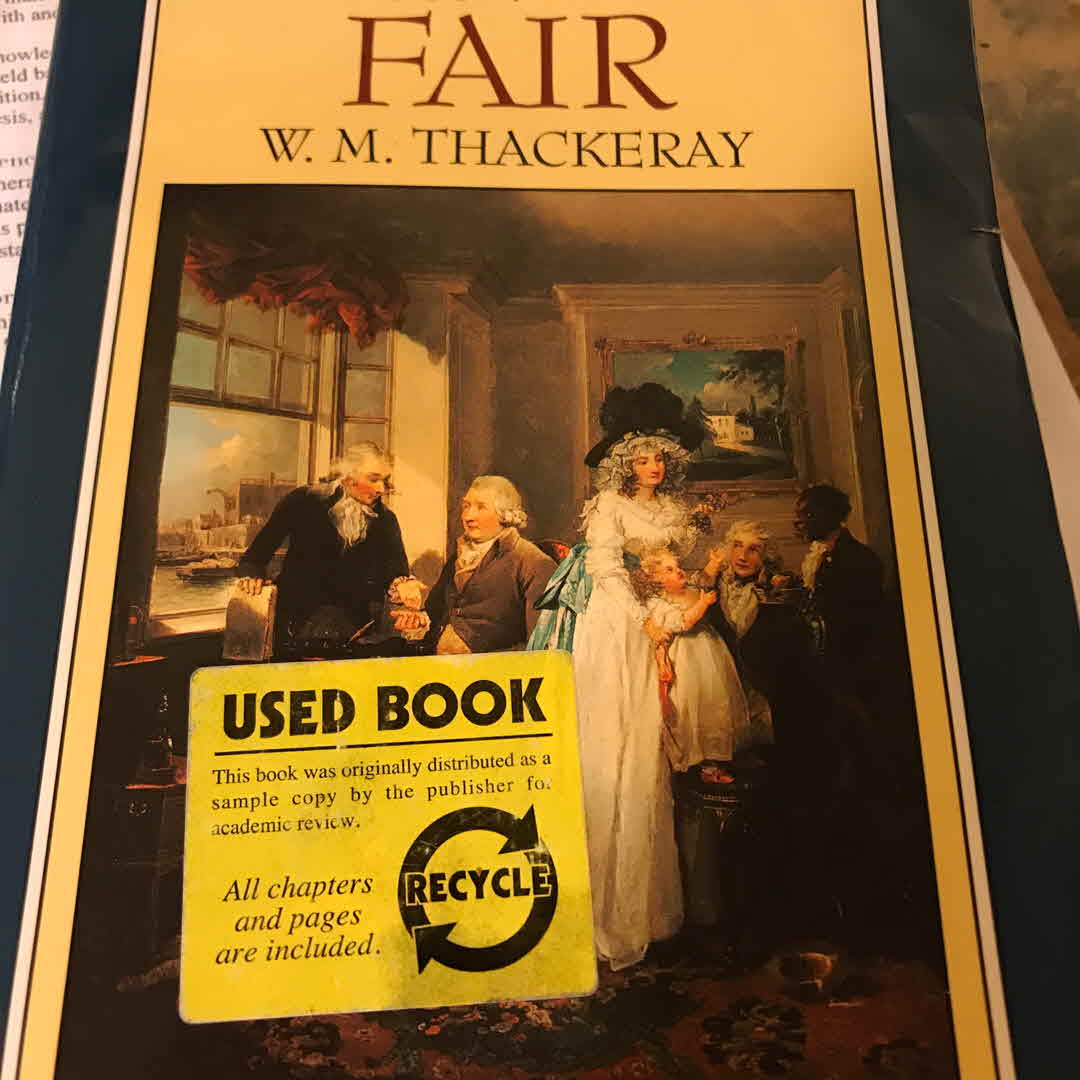 FAIR
W. M. THACKERAY
USED BOOK
This book was originally distributed as a
sample copy by the publisher for
academic review.
All chapters
and pages
are included.
RECYCLE